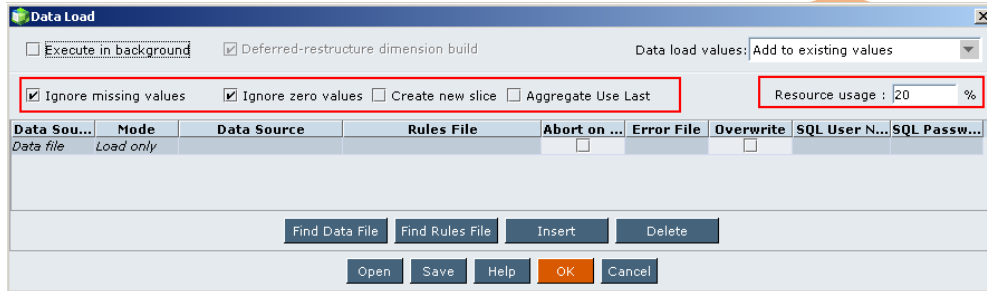 Data Load
Execute in background Deferred-restructure dimension build Data load values: Add to existing values
Ignore missing values Ignore zero values Create new slice Aggregate Use Last Resource usage : 20 %
Data Sou... Mode Data Source Rules File Abort on ... Error File Overwrite SQL User N... SQL Passw...
Data file Load only
Find Data File Find Rules File Insert Delete
Open Save Help OK Cancel